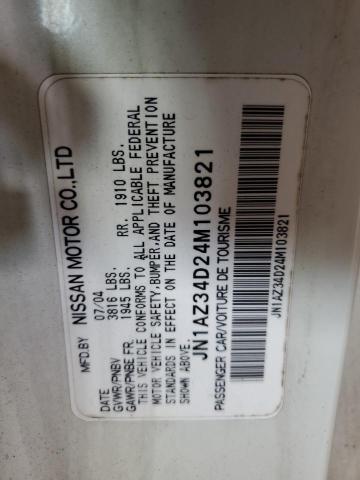 MFD.BY NISSAN MOTOR CO.,LTD
DATE 07/04
GVWR/PNBV 3816 LBS.
GAWR/PNBE FR. 1945 LBS. RR. 1910 LBS.
THIS VEHICLE CONFORMS TO ALL APPLICABLE FEDERAL
MOTOR VEHICLE SAFETY,BUMPER,AND THEFT PREVENTION
STANDARDS IN EFFECT ON THE DATE OF MANUFACTURE
SHOWN ABOVE.
JN1AZ34D24M103821
PASSENGER CAR/VOITURE DE TOURISME
JN1AZ34D24M103821